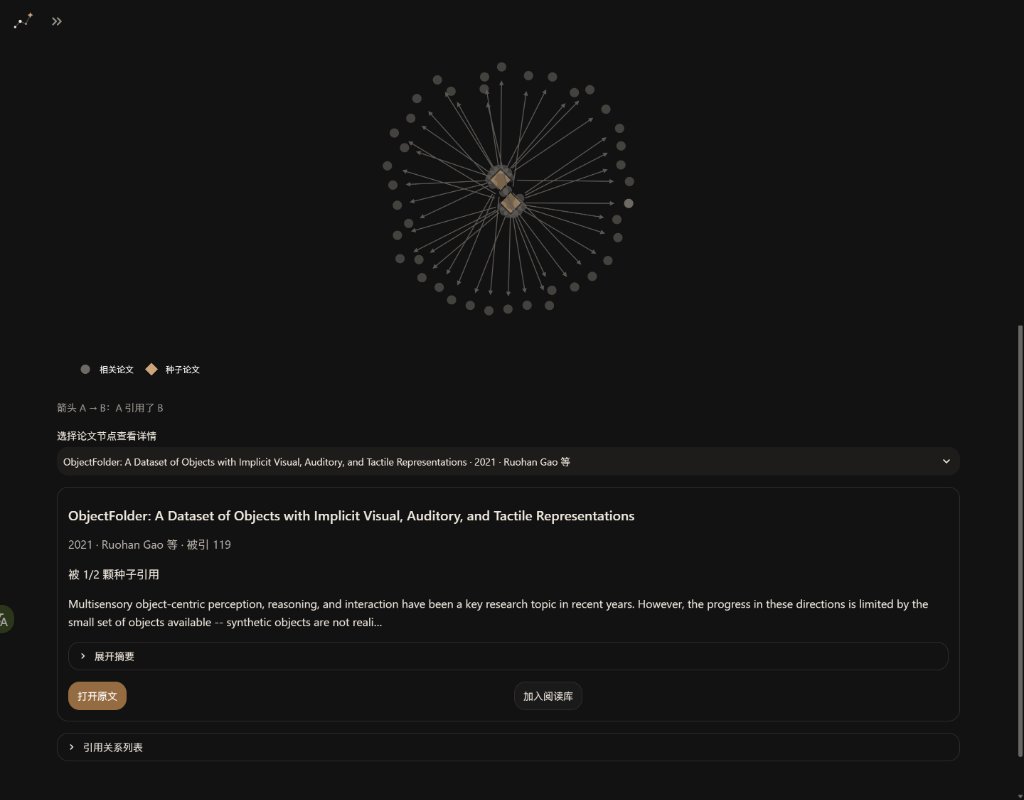 相关论文
种子论文
箭头 A → B：A 引用了 B
选择论文节点查看详情
ObjectFolder: A Dataset of Objects with Implicit Visual, Auditory, and Tactile Representations · 2021 · Ruohan Gao 等
ObjectFolder: A Dataset of Objects with Implicit Visual, Auditory, and Tactile Representations
2021 · Ruohan Gao 等 · 被引 119
被 1/2 颗种子引用
Multisensory object-centric perception, reasoning, and interaction have been a key research topic in recent years. However, the progress in these directions is limited by the
small set of objects available -- synthetic objects are not reali...
展开摘要
打开原文
加入阅读库
引用关系列表
A